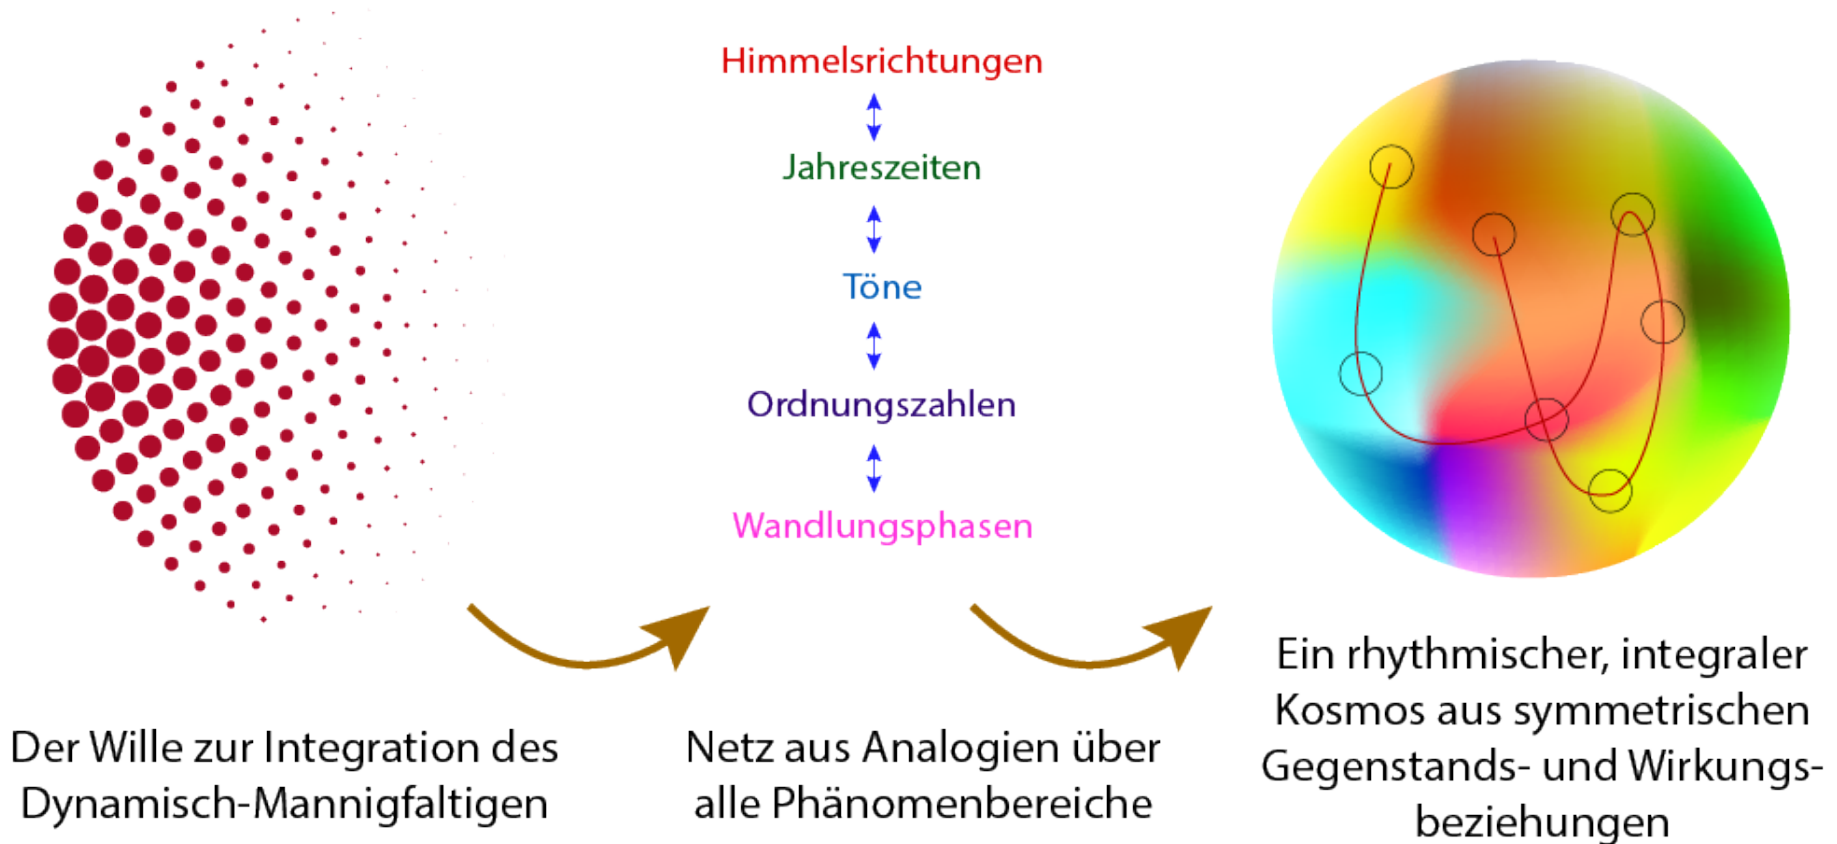 Himmelsrichtungen
Jahreszeiten
Töne
Ordnungszahlen
Wandlungsphasen
Der Wille zur Integration des
Dynamisch-Mannigfaltigen
Netz aus Analogien über
alle Phänomenbereiche
Ein rhythmischer, integraler
Kosmos aus symmetrischen
Gegenstands- und Wirkungs-
beziehungen